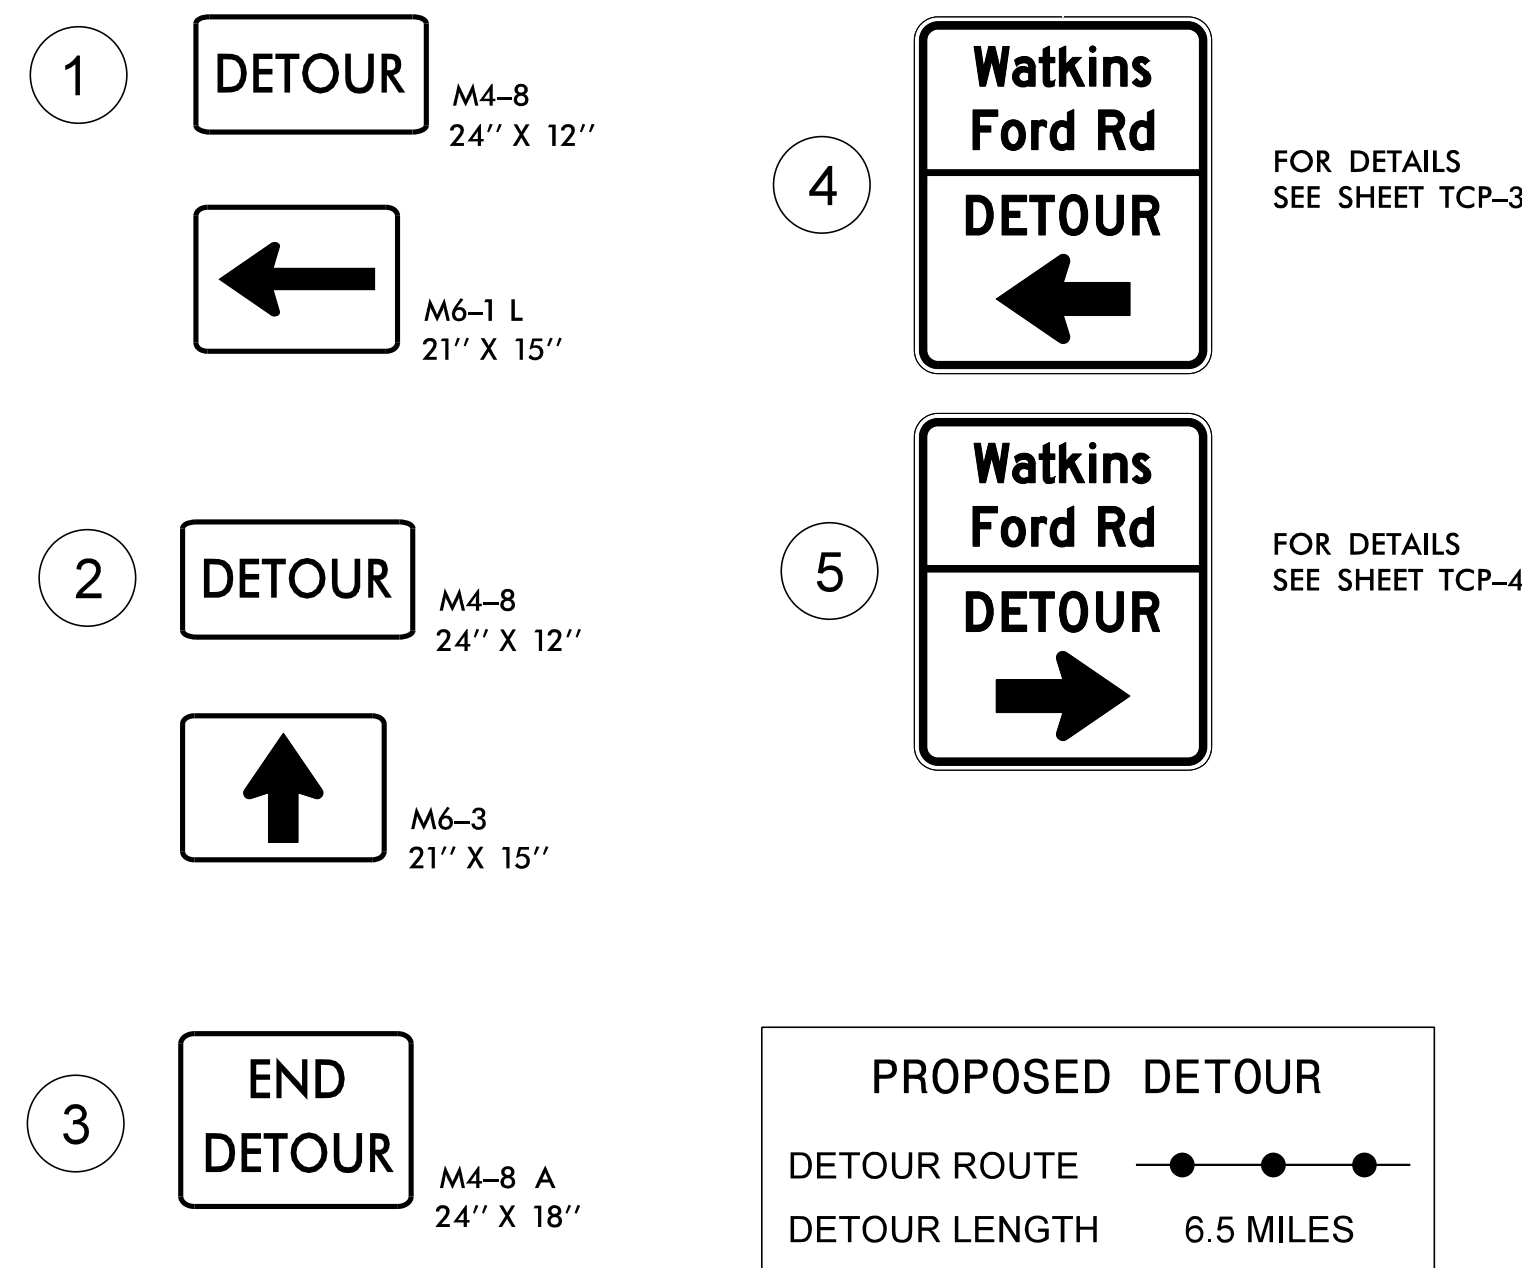 1
DETOUR
M4–8
24'' X 12''
M6–1 L
21'' X 15''
2
DETOUR
M4–8
24'' X 12''
M6–3
21'' X 15''
3
END
DETOUR
M4–8 A
24'' X 18''
4
Watkins
Ford Rd
DETOUR
FOR DETAILS
SEE SHEET TCP–3
5
Watkins
Ford Rd
DETOUR
FOR DETAILS
SEE SHEET TCP–4
PROPOSED DETOUR
DETOUR ROUTE
DETOUR LENGTH 6.5 MILES